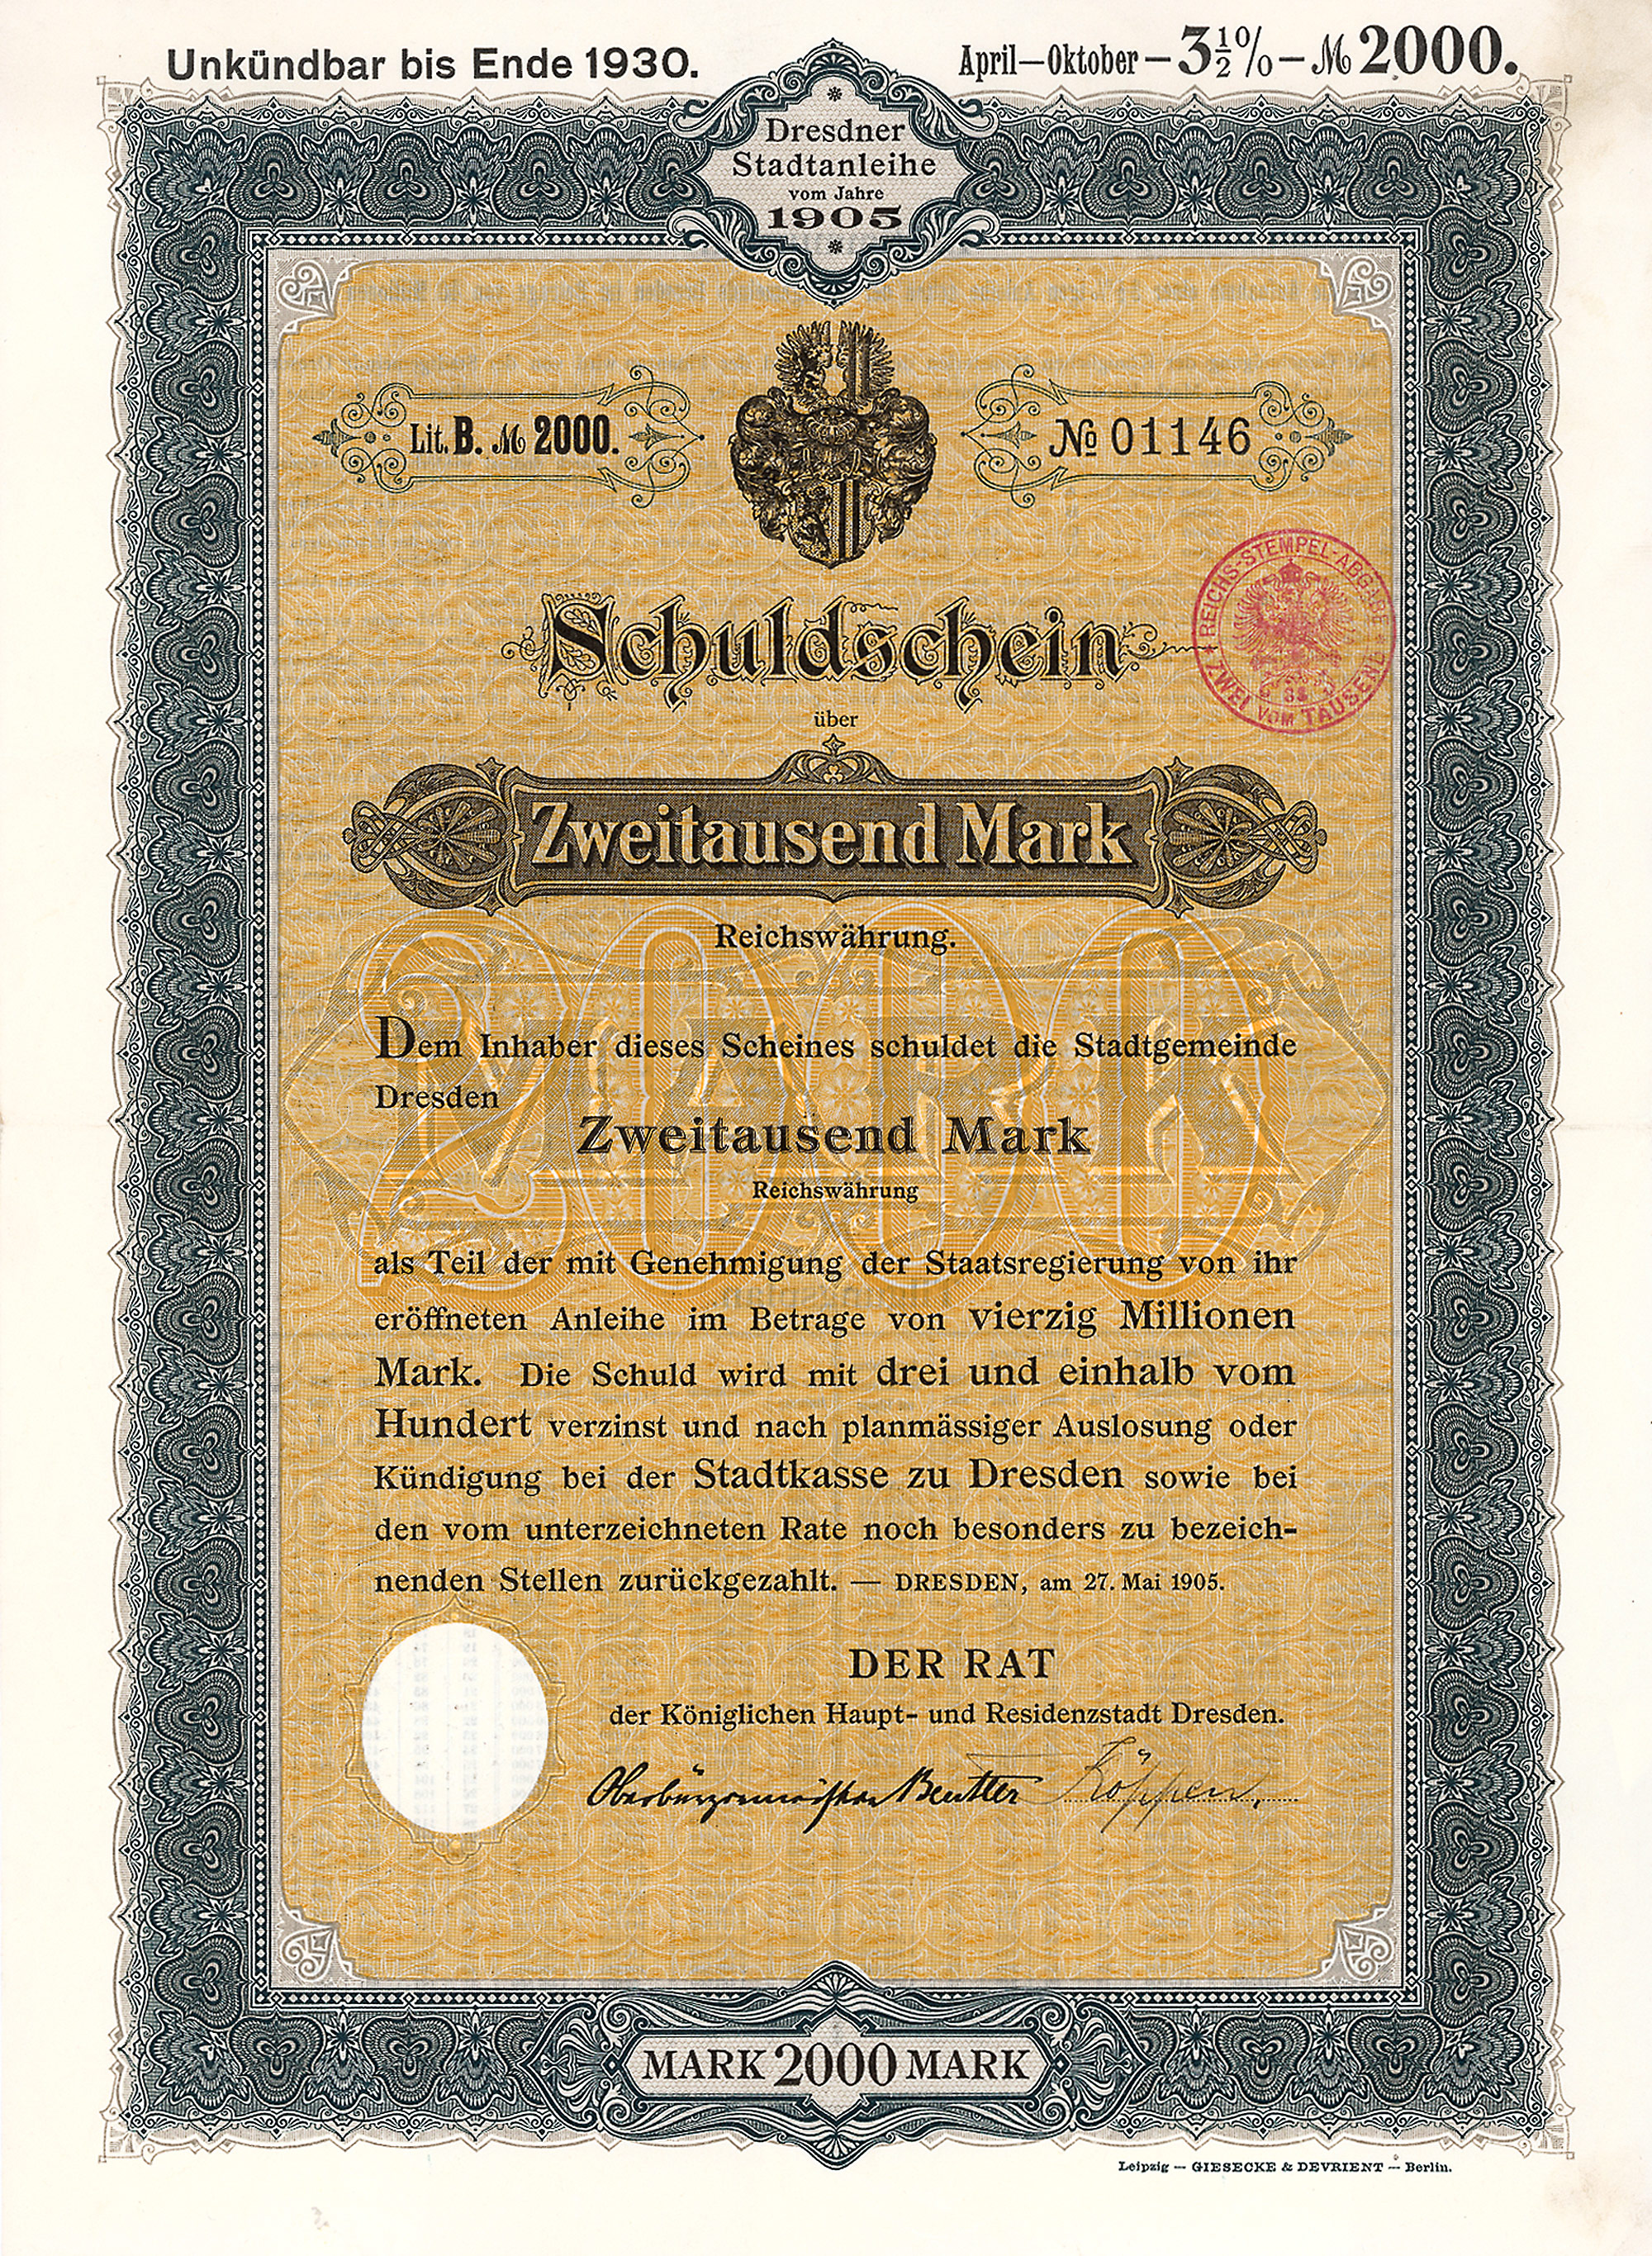 Unkündbar bis Ende 1930.
April—Oktober — 3½% — ℳ 2000.
Dresdner
Stadtanleihe
vom Jahre
1905
Lit. B. ℳ 2000.
№ 01146
REICHS-STEMPEL-ABGABE
38
ZWEI VOM TAUSEND
Schuldschein
über
Zweitausend Mark
Reichswährung.
2000
MARK
Dem Inhaber dieses Scheines schuldet die Stadtgemeinde
Dresden
Zweitausend Mark
Reichswährung
als Teil der mit Genehmigung der Staatsregierung von ihr
eröffneten Anleihe im Betrage von vierzig Millionen
Mark. Die Schuld wird mit drei und einhalb vom
Hundert verzinst und nach planmässiger Auslosung oder
Kündigung bei der Stadtkasse zu Dresden sowie bei
den vom unterzeichneten Rate noch besonders zu bezeich-
nenden Stellen zurückgezahlt. — DRESDEN, am 27. Mai 1905.
DER RAT
der Königlichen Haupt- und Residenzstadt Dresden.
Oberbürgermeister Beutler Köppen,
MARK 2000 MARK
Leipzig — GIESECKE & DEVRIENT — Berlin.